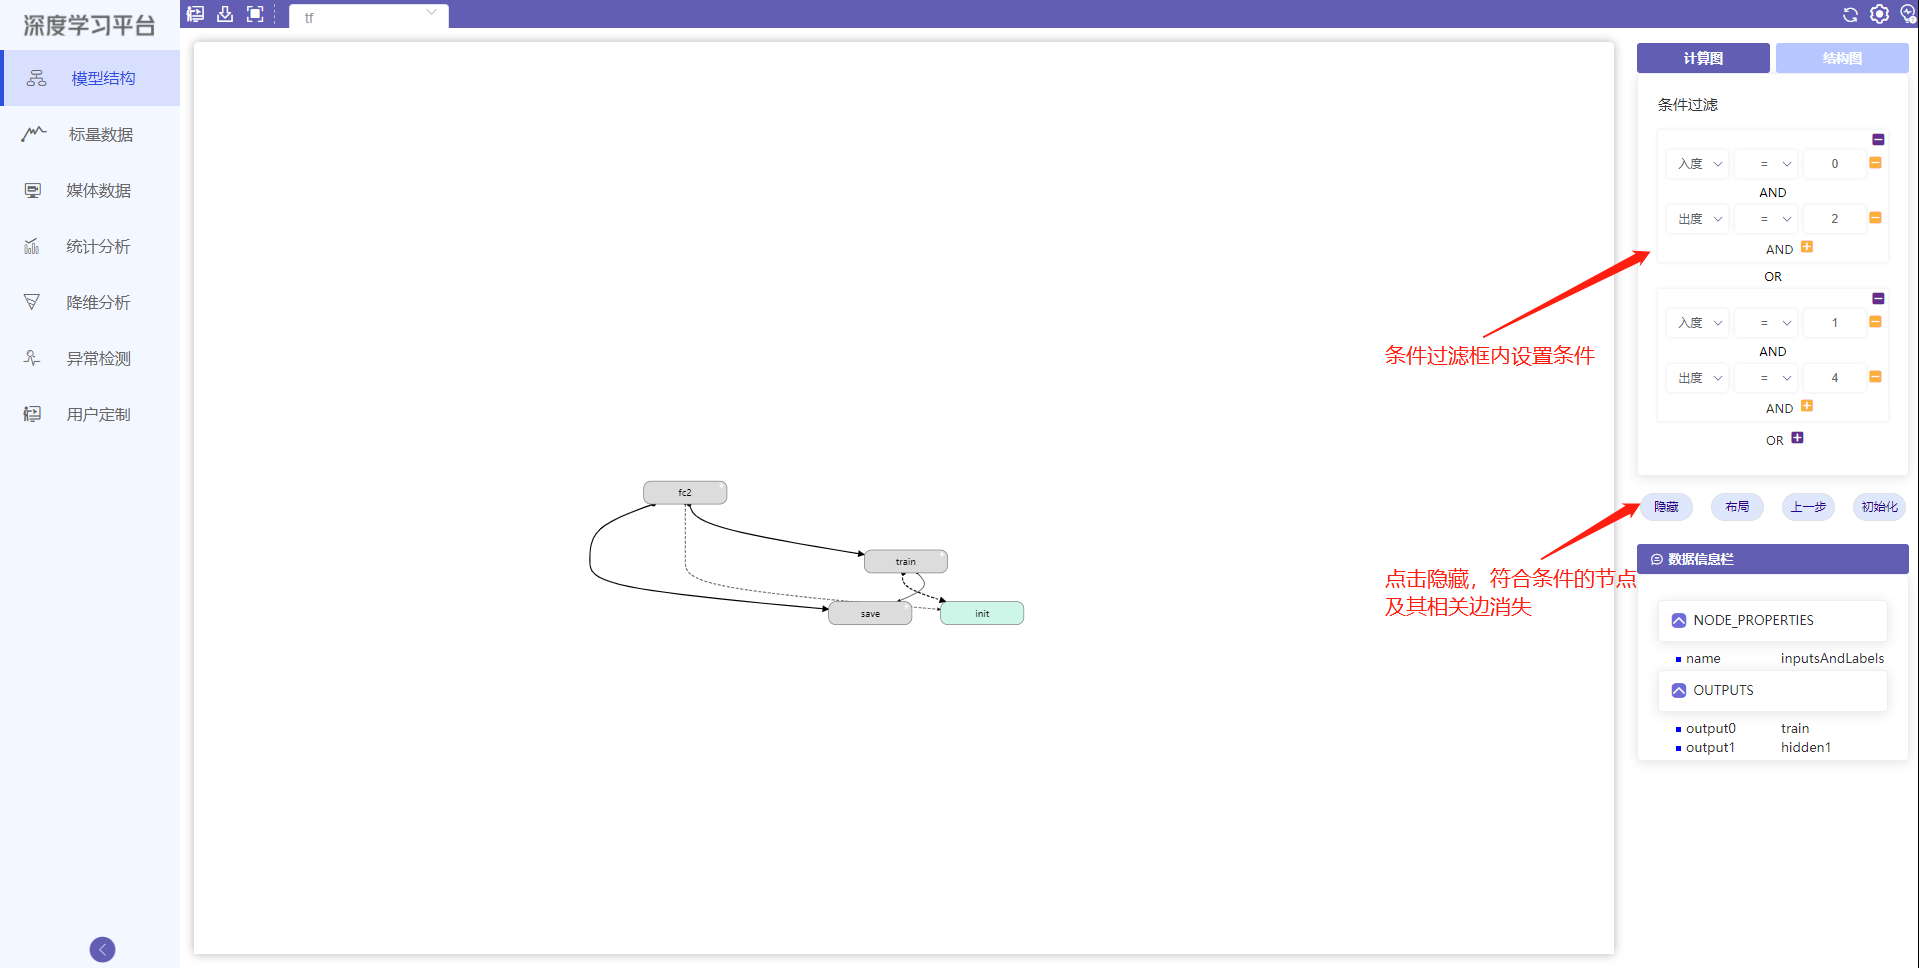 深度学习平台
tf
模型结构
标量数据
媒体数据
统计分析
降维分析
异常检测
用户定制
fc2
train
save
init
条件过滤框内设置条件
点击隐藏，符合条件的节点
及其相关边消失
计算图 结构图
条件过滤
入度 = 0
AND
出度 = 2
AND
OR
入度 = 1
AND
出度 = 4
AND
OR
隐藏 布局 上一步 初始化
数据信息栏
NODE_PROPERTIES
name inputsAndLabels
OUTPUTS
output0 train
output1 hidden1